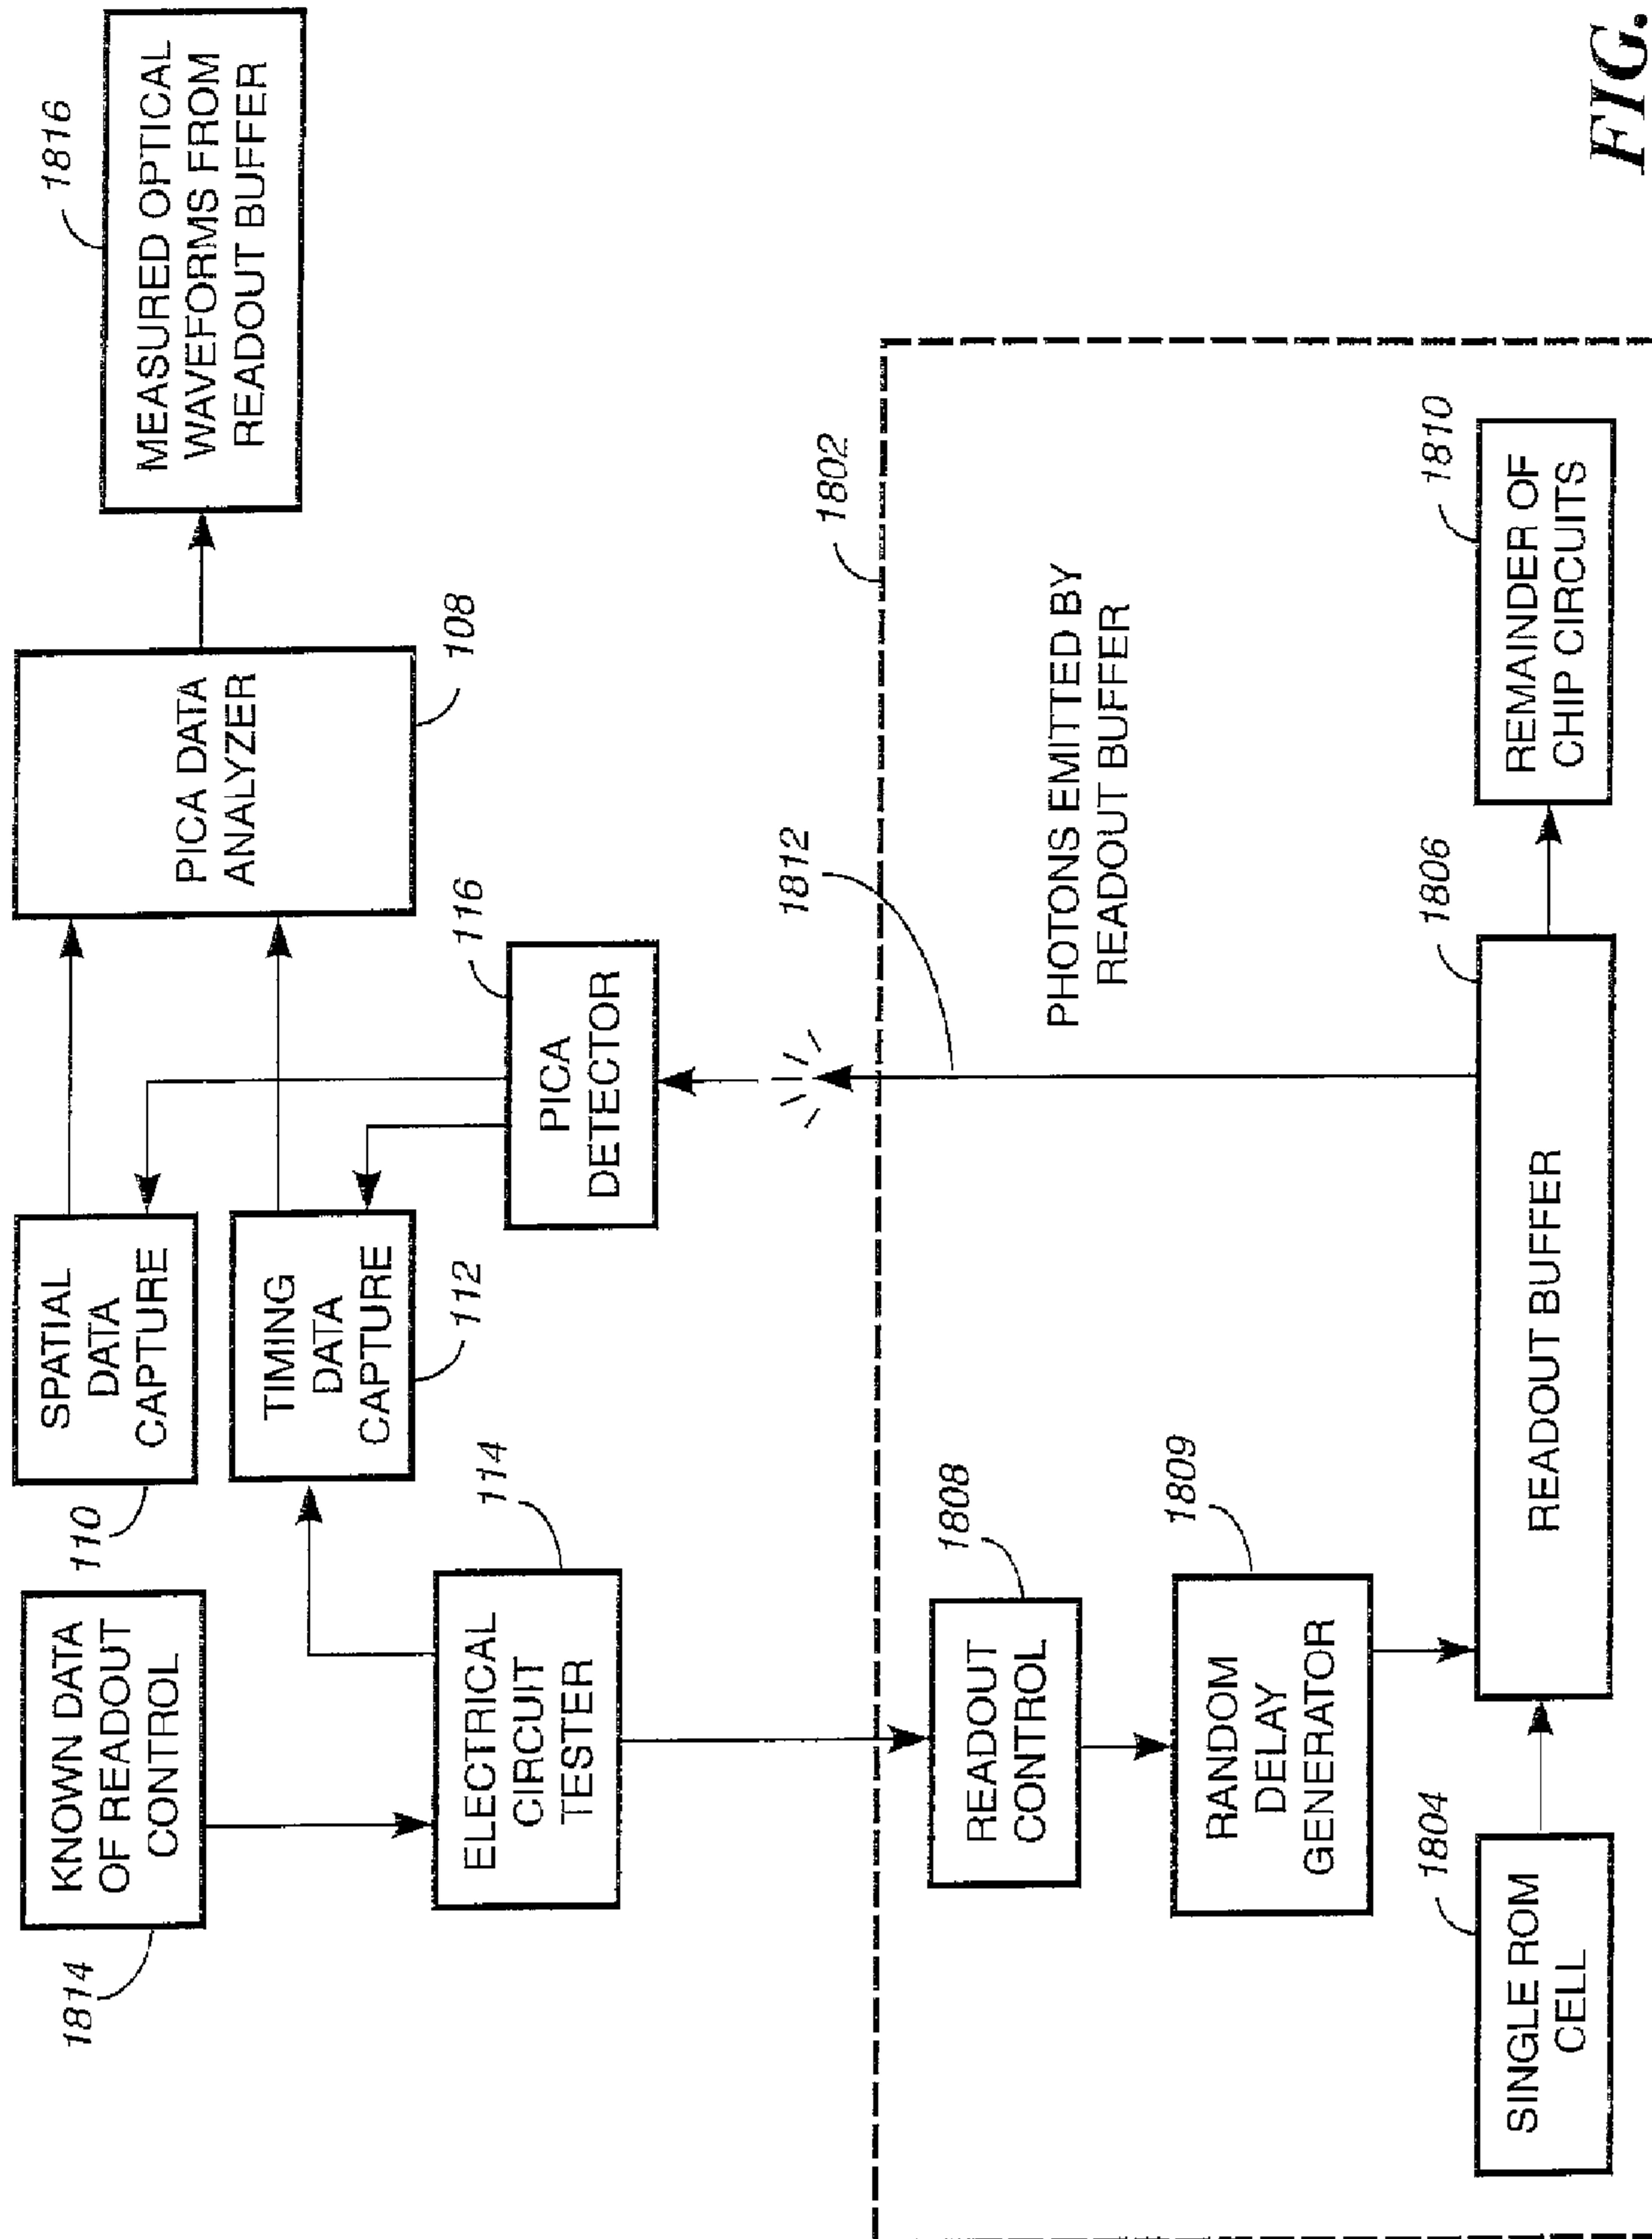 1814
KNOWN DATA
OF READOUT
CONTROL
110
SPATIAL
DATA
CAPTURE
TIMING
DATA
CAPTURE
112
ELECTRICAL
CIRCUIT
TESTER
114
PICA
DETECTOR
116
PICA DATA
ANALYZER
108
1816
MEASURED OPTICAL
WAVEFORMS FROM
READOUT BUFFER
1802
1812
PHOTONS EMITTED BY
READOUT BUFFER
READOUT
CONTROL
1808
RANDOM
DELAY
GENERATOR
1809
1804
SINGLE ROM
CELL
READOUT BUFFER
1806
1810
REMAINDER OF
CHIP CIRCUITS
FIG.